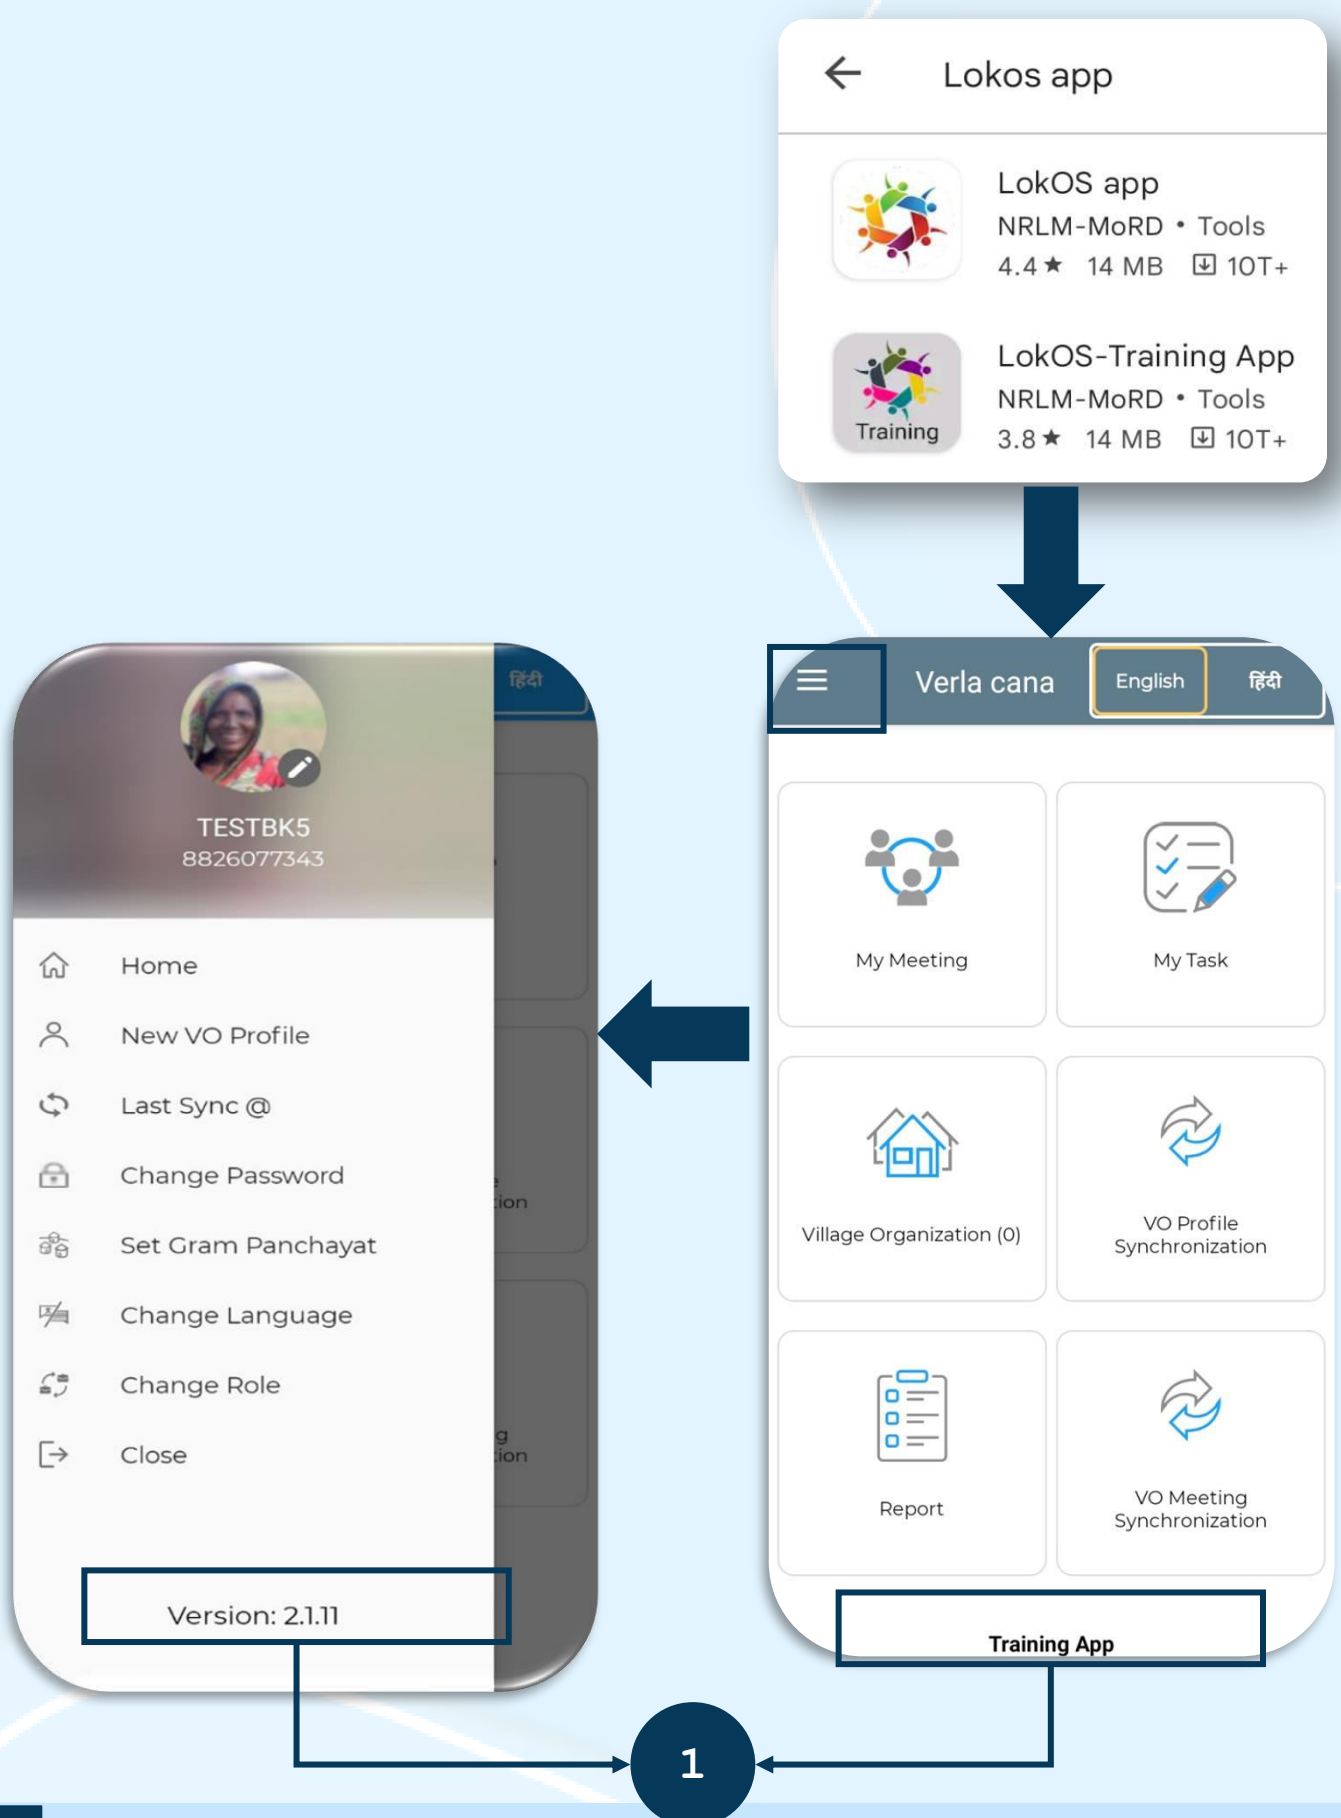 Lokos app
LokOS app
NRLM-MoRD • Tools
4.4★ 14 MB 10T+
LokOS-Training App
NRLM-MoRD • Tools
3.8★ 14 MB 10T+
Training
हिंदी
TESTBK5
8826077343
Home
New VO Profile
Last Sync @
Change Password
Set Gram Panchayat
Change Language
Change Role
Close
Version: 2.1.11
tion
g
tion
Verla cana
English
हिंदी
My Meeting
My Task
Village Organization (0)
VO Profile
Synchronization
Report
VO Meeting
Synchronization
Training App
1